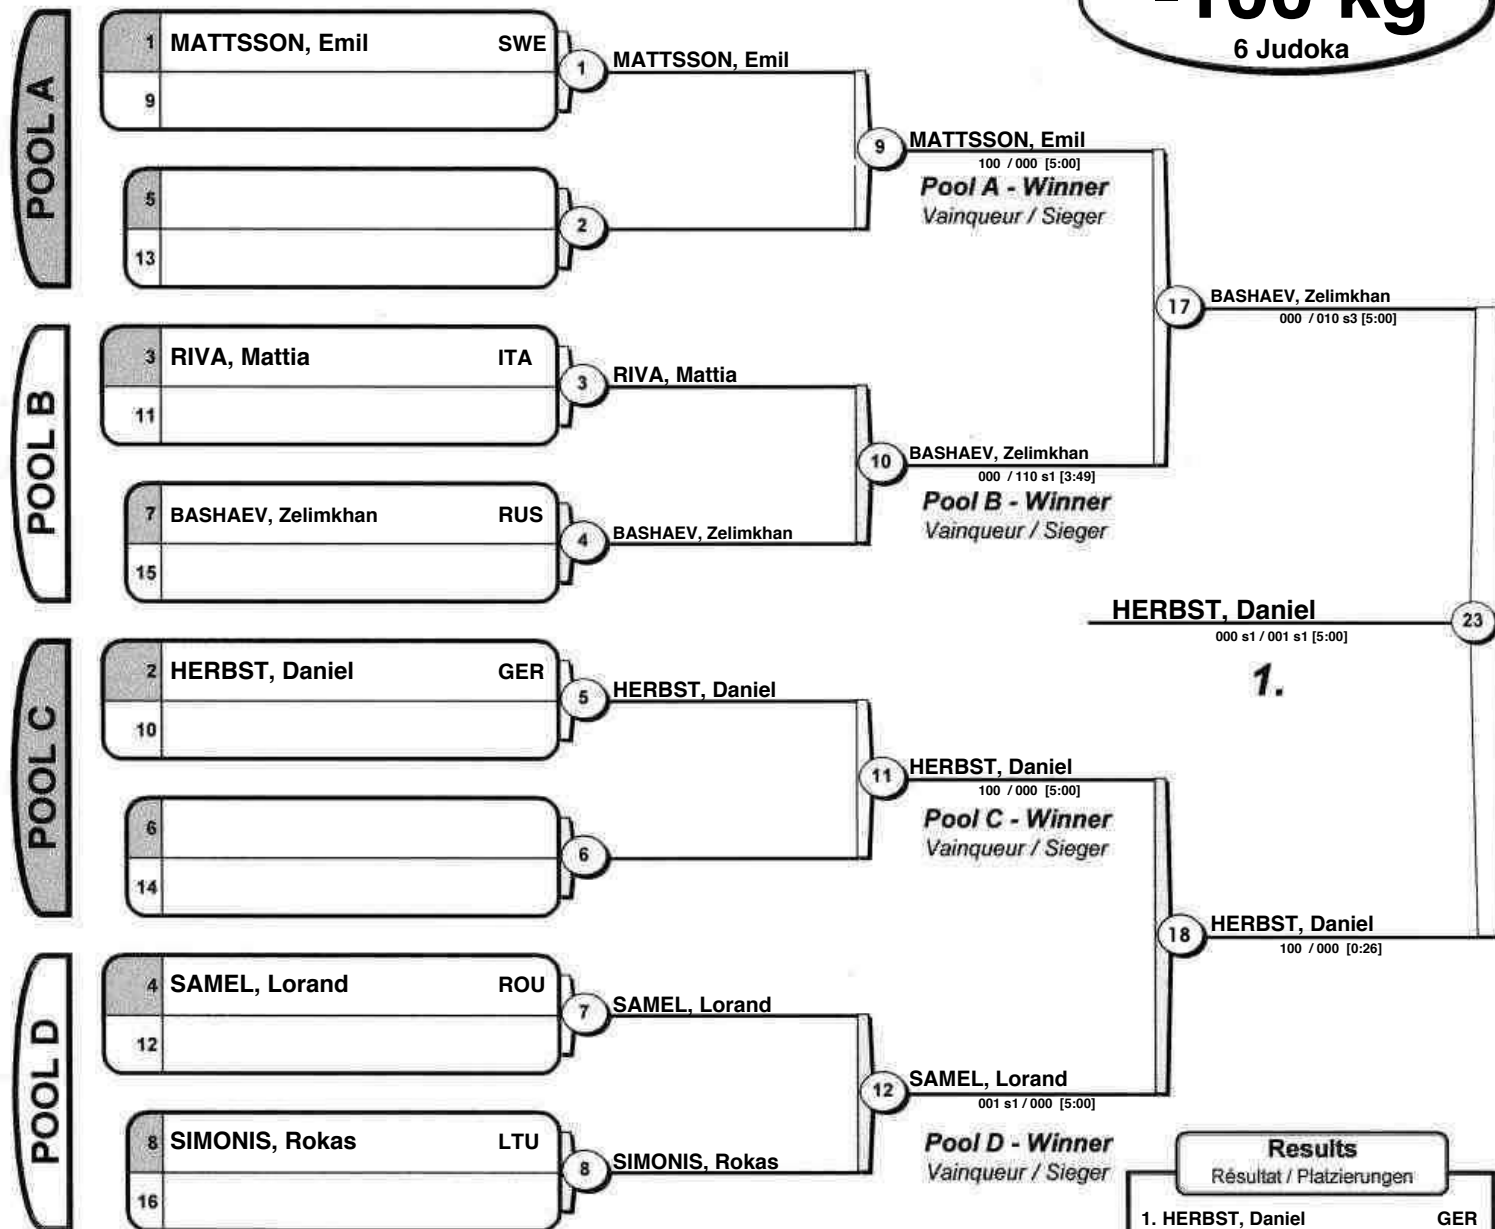 -100 kg
6 Judoka
POOL A
1 MATTSSON, Emil SWE
9
5
13
1 MATTSSON, Emil
2
9 MATTSSON, Emil
100 / 000 [5:00]
Pool A - Winner
Vainqueur / Sieger
POOL B
3 RIVA, Mattia ITA
11
7 BASHAEV, Zelimkhan RUS
15
3 RIVA, Mattia
4 BASHAEV, Zelimkhan
10 BASHAEV, Zelimkhan
000 / 110 s1 [3:49]
Pool B - Winner
Vainqueur / Sieger
17 BASHAEV, Zelimkhan
000 / 010 s3 [5:00]
HERBST, Daniel 23
000 s1 / 001 s1 [5:00]
1.
POOL C
2 HERBST, Daniel GER
10
6
14
5 HERBST, Daniel
6
11 HERBST, Daniel
100 / 000 [5:00]
Pool C - Winner
Vainqueur / Sieger
18 HERBST, Daniel
100 / 000 [0:26]
POOL D
4 SAMEL, Lorand ROU
12
8 SIMONIS, Rokas LTU
16
7 SAMEL, Lorand
8 SIMONIS, Rokas
12 SAMEL, Lorand
001 s1 / 000 [5:00]
Pool D - Winner
Vainqueur / Sieger
Results
Résultat / Platzierungen
1. HERBST, Daniel GER